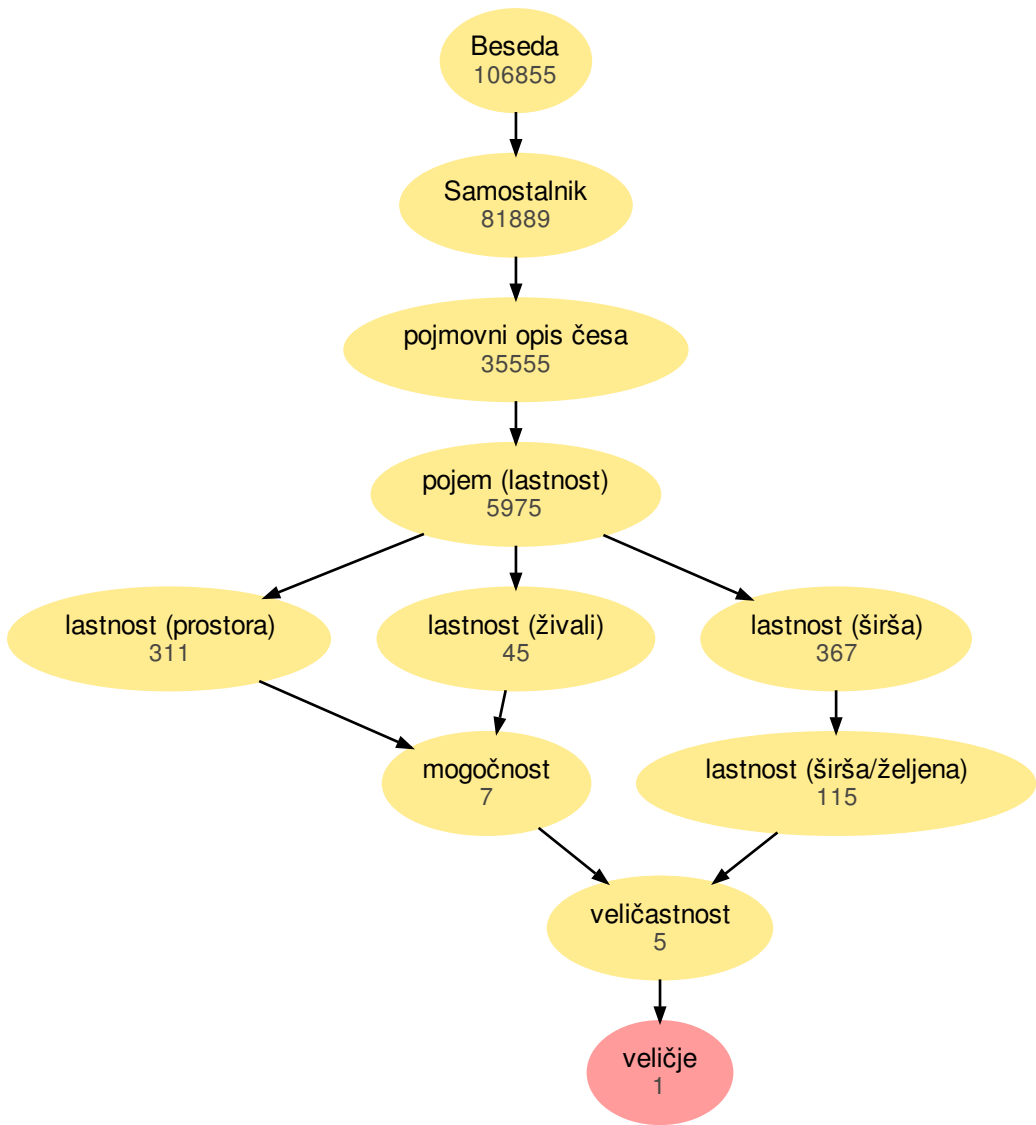 Beseda
106855
Samostalnik
81889
pojmovni opis česa
35555
pojem (lastnost)
5975
lastnost (prostora)
311
lastnost (živali)
45
lastnost (širša)
367
mogočnost
7
lastnost (širša/željena)
115
veličastnost
5
veličje
1